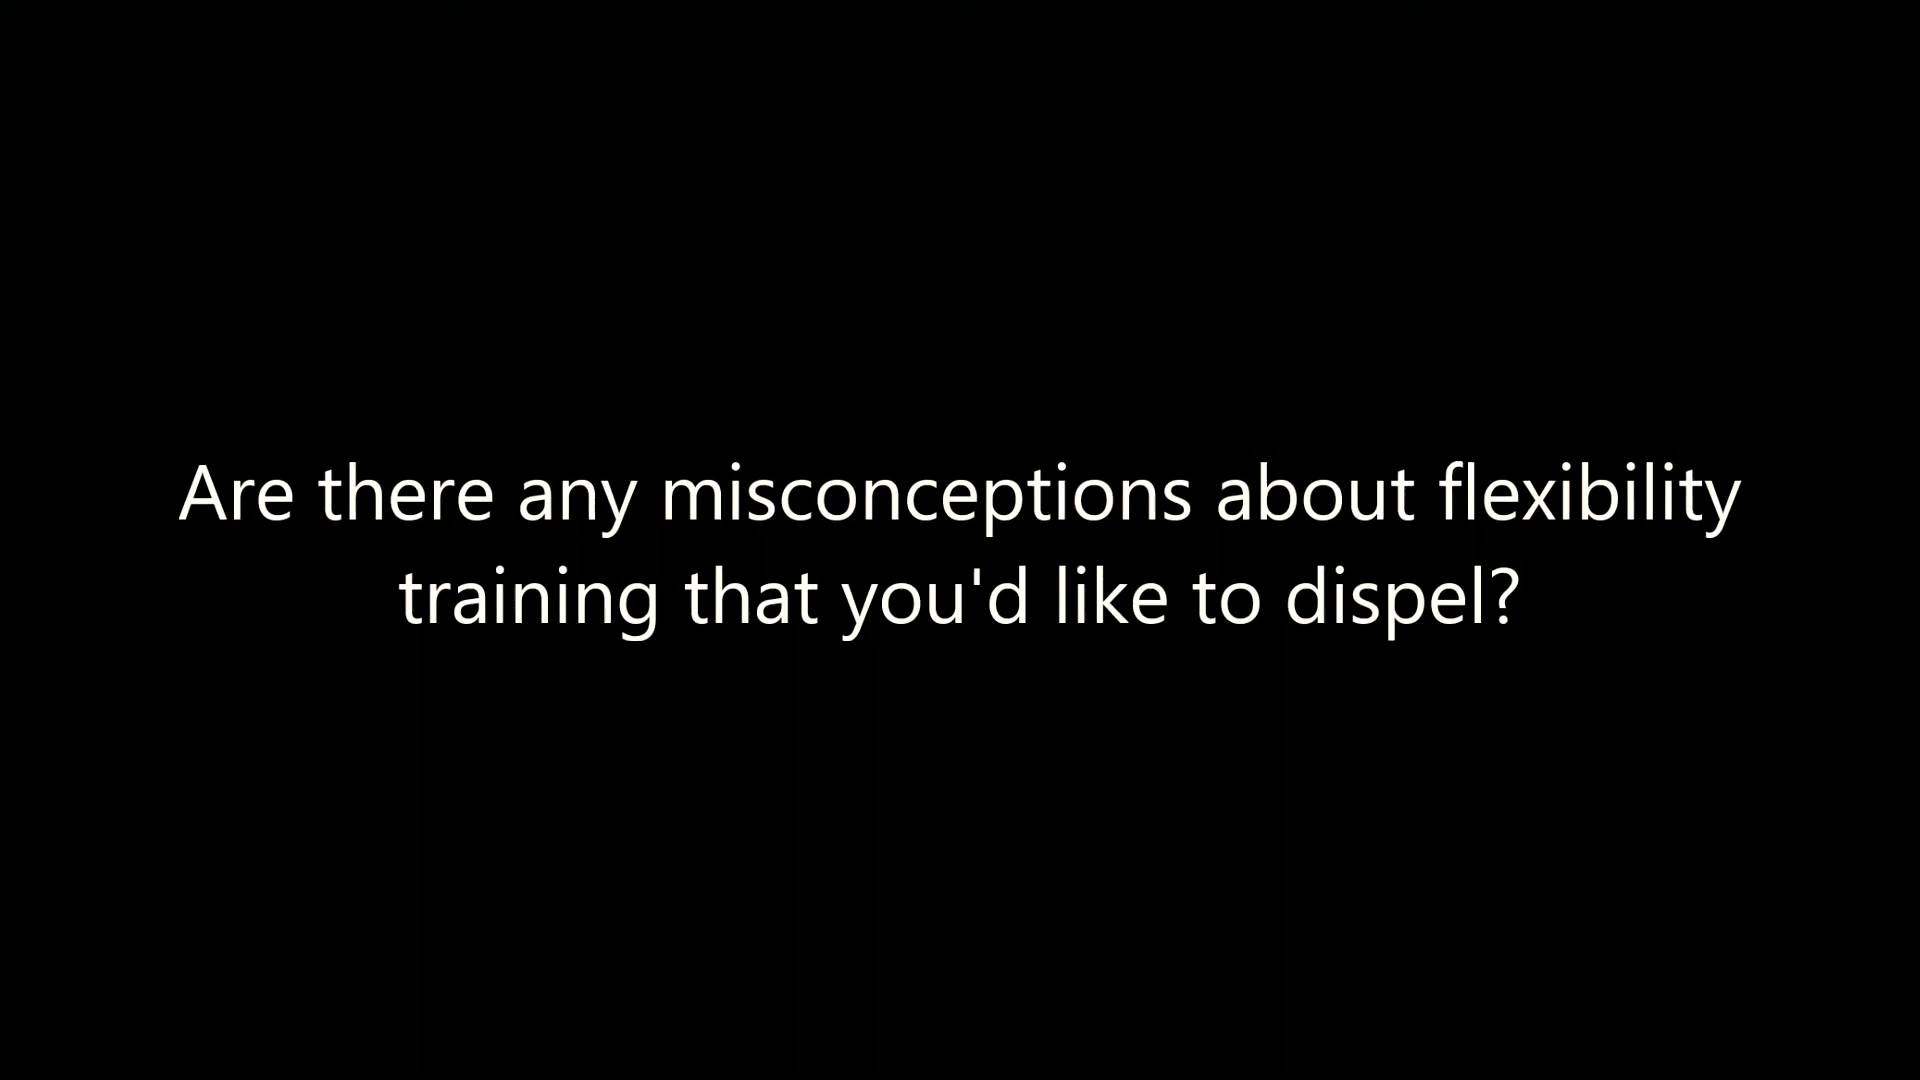 Are there any misconceptions about flexibility
training that you'd like to dispel?